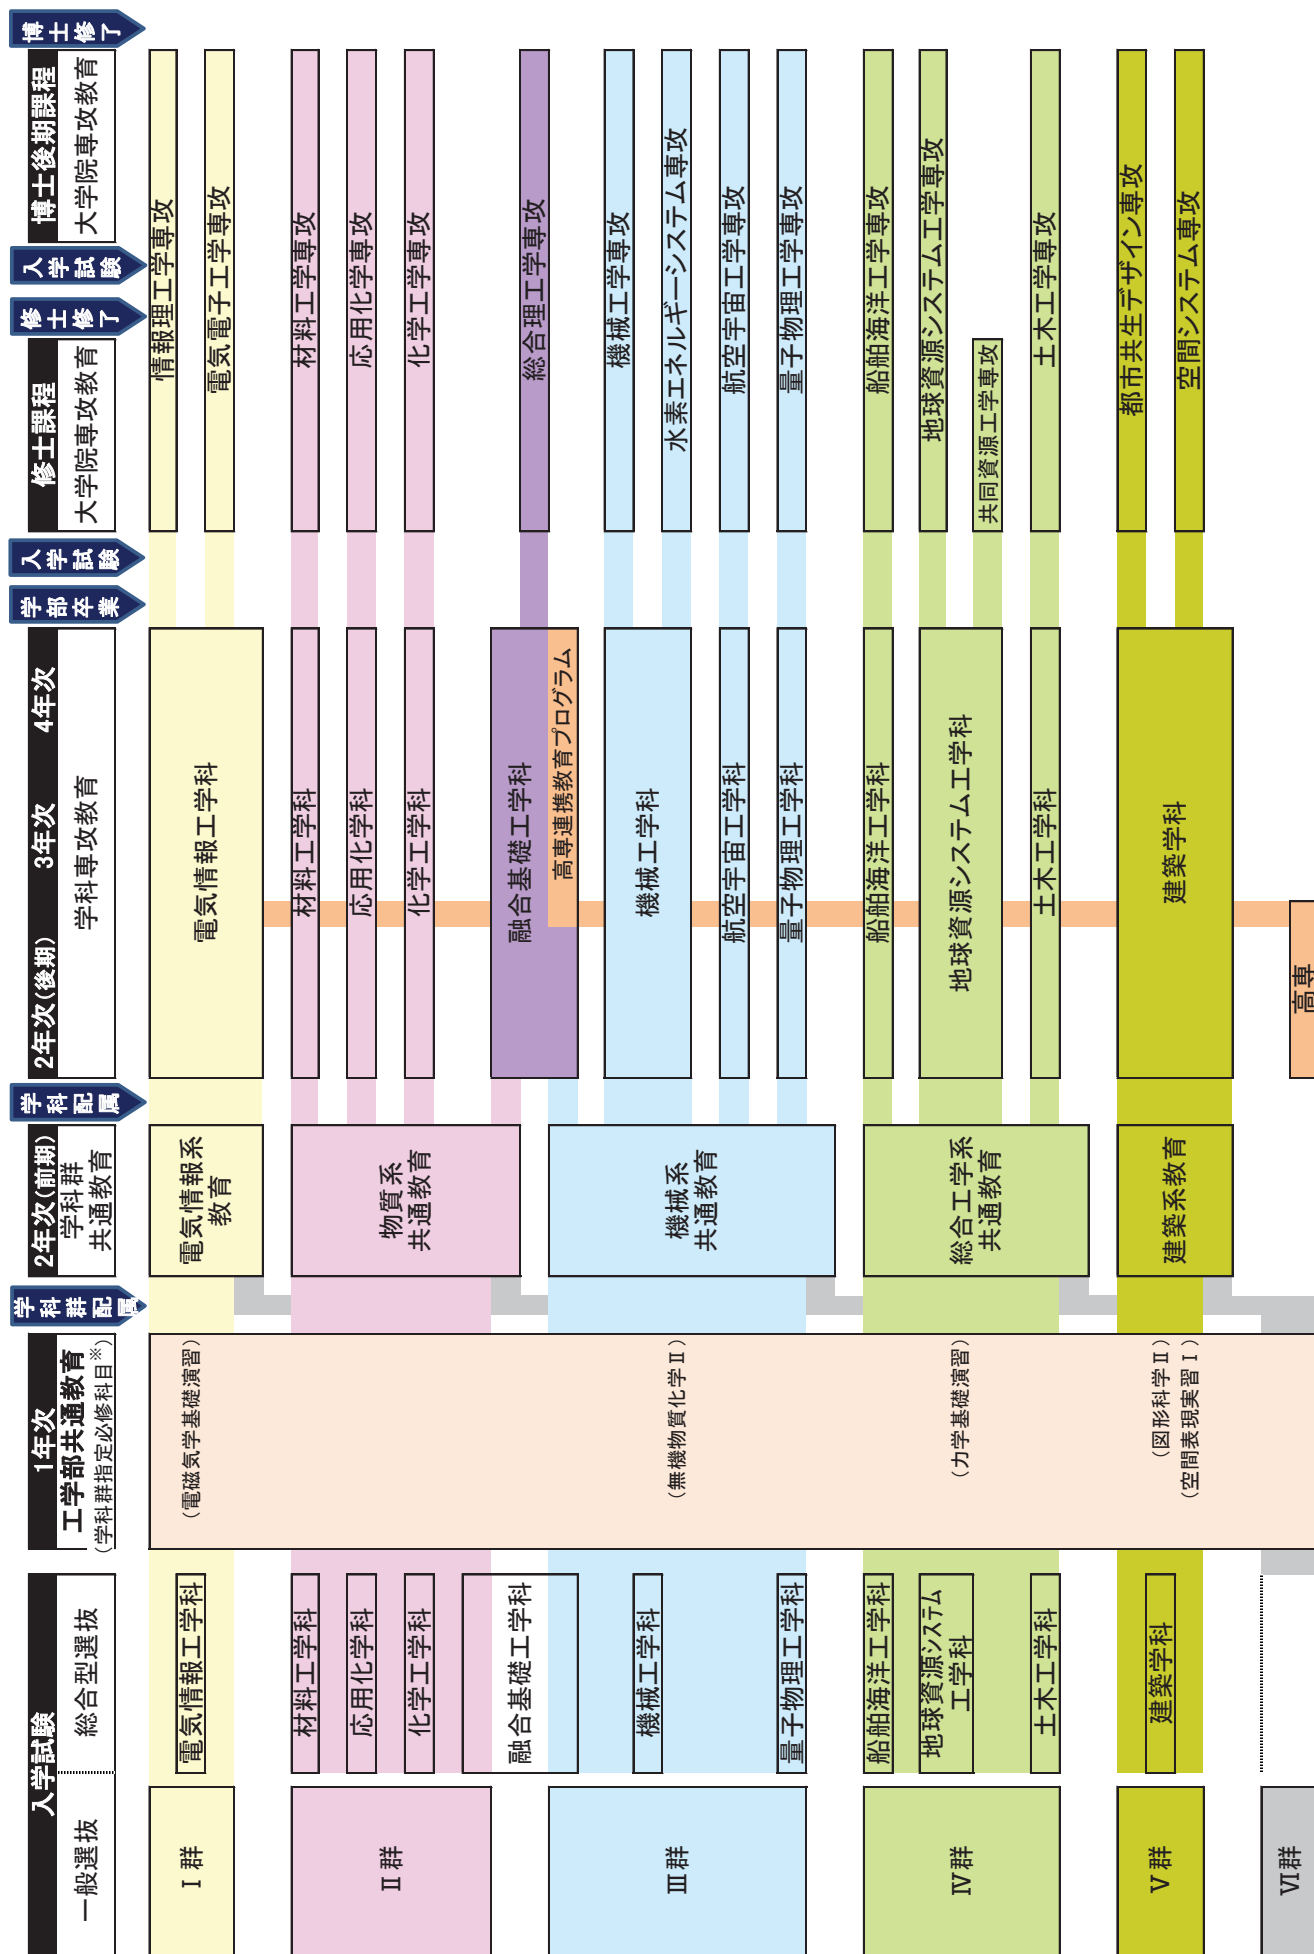 入学試験
一般選抜
総合型選抜
1年次
工学部共通教育
（学科群指定必修科目※）
学科群配属
2年次（前期）
学科群
共通教育
学科配属
2年次（後期）
3年次
4年次
学科専攻教育
学部卒業
入学試験
修士課程
大学院専攻教育
修士修了
入学試験
博士後期課程
大学院専攻教育
博士修了
Ⅰ群
電気情報工学科
（電磁気学基礎演習）
電気情報系
教育
電気情報工学科
情報理工学専攻
電気電子工学専攻
Ⅱ群
材料工学科
応用化学科
化学工学科
融合基礎工学科
物質系
共通教育
材料工学科
応用化学科
化学工学科
融合基礎工学科
高専連携教育プログラム
材料工学専攻
応用化学専攻
化学工学専攻
総合理工学専攻
Ⅲ群
機械工学科
量子物理工学科
（無機物質化学Ⅱ）
機械系
共通教育
機械工学科
航空宇宙工学科
量子物理工学科
機械工学専攻
水素エネルギーシステム専攻
航空宇宙工学専攻
量子物理工学専攻
Ⅳ群
船舶海洋工学科
地球資源システム
工学科
土木工学科
（力学基礎演習）
総合工学系
共通教育
船舶海洋工学科
地球資源システム工学科
土木工学科
船舶海洋工学専攻
地球資源システム工学専攻
共同資源工学専攻
土木工学専攻
Ⅴ群
建築学科
（図形科学Ⅱ）
（空間表現実習Ⅰ）
建築系教育
建築学科
都市共生デザイン専攻
空間システム専攻
Ⅵ群
高専